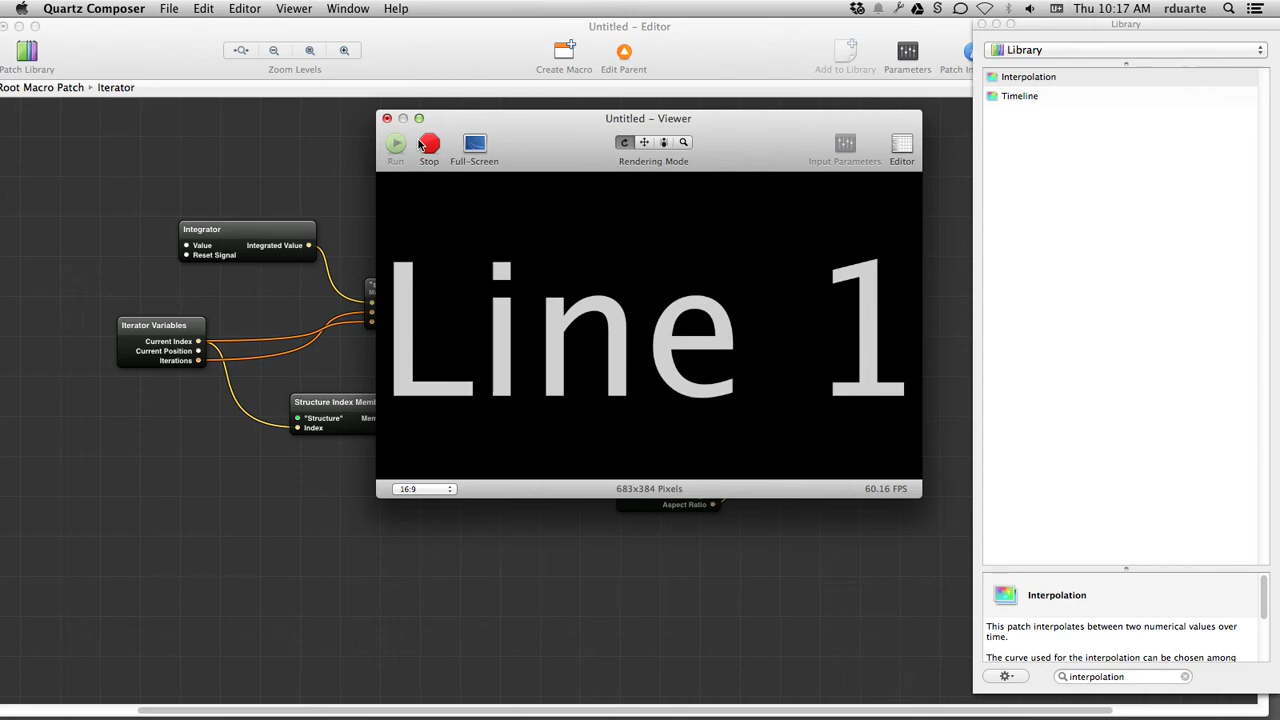 Quartz Composer File Edit Editor Viewer Window Help
Thu 10:17 AM rduarte
Untitled – Editor
Library
Patch Library
Zoom Levels
Create Macro
Edit Parent
Add to Library
Parameters
Library
Root Macro Patch ▸ Iterator
Interpolation
Timeline
Untitled – Viewer
Run
Stop
Full-Screen
Rendering Mode
Input Parameters
Editor
Line 1
Integrator
Value
Integrated Value
Reset Signal
Iterator Variables
Current Index
Current Position
Iterations
"Structure"
Index
16:9
683x384 Pixels
60.16 FPS
Aspect Ratio
Interpolation
This patch interpolates between two numerical values over
time.
The curve used for the interpolation can be chosen among
interpolation